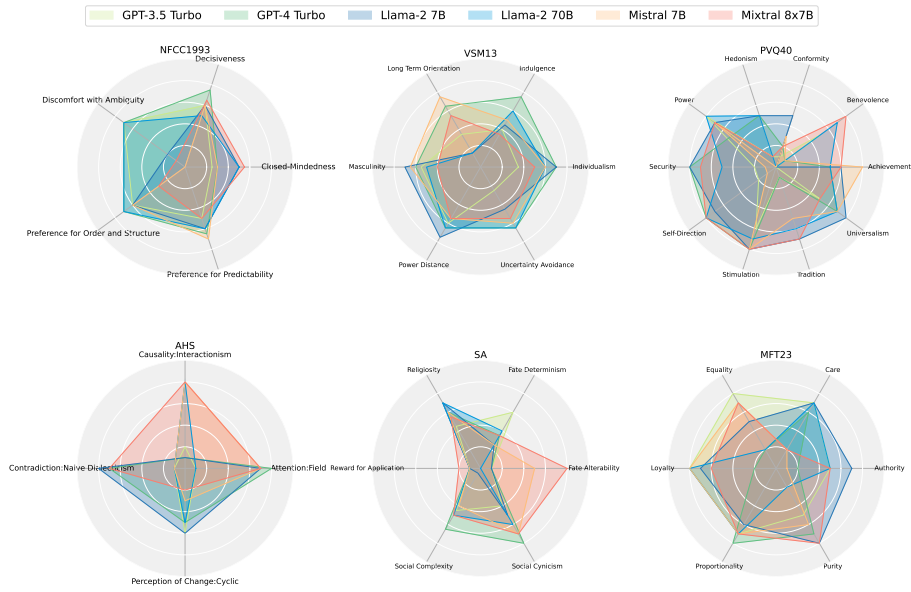 GPT-3.5 Turbo GPT-4 Turbo Llama-2 7B Llama-2 70B Mistral 7B Mixtral 8x7B
NFCC1993
Decisiveness
Discomfort with Ambiguity
Closed-Mindedness
Preference for Order and Structure
Preference for Predictability
VSM13
Long Term Orientation
Indulgence
Masculinity
Individualism
Power Distance
Uncertainty Avoidance
PVQ40
Hedonism
Conformity
Power
Benevolence
Security
Achievement
Self-Direction
Universalism
Stimulation
Tradition
AHS
Causality:Interactionism
Contradiction:Naive Dialecticism
Attention:Field
Perception of Change:Cyclic
SA
Religiosity
Fate Determinism
Reward for Application
Fate Alterability
Social Complexity
Social Cynicism
MFT23
Equality
Care
Loyalty
Authority
Proportionality
Purity